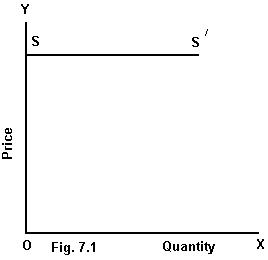 Y
S S /
Price
O Fig. 7.1 Quantity X